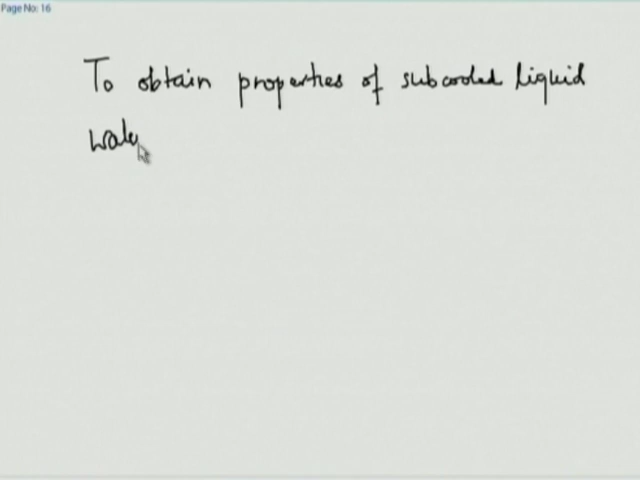 Page No: 16
To obtain properties of subcooled liquid
wate